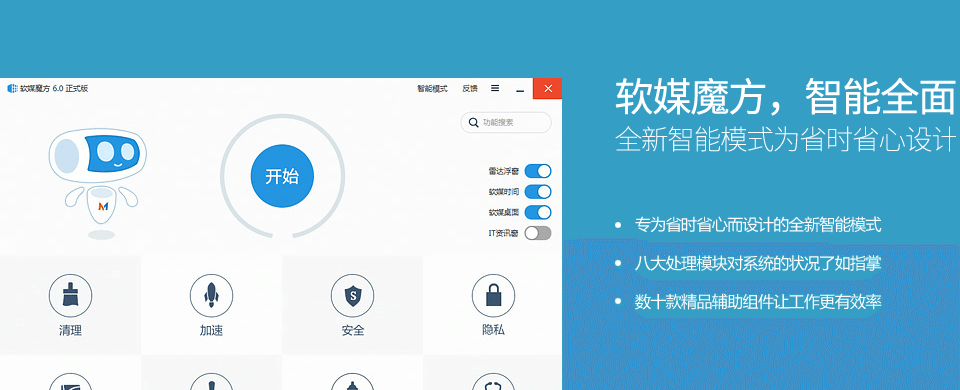 软媒魔方 6.0 正式版
智能模式 反馈
功能搜索
开始
雷达浮窗
软媒时间
软媒桌面
IT资讯窗
清理 加速 安全 隐私
软媒魔方，智能全面
全新智能模式为省时省心设计
专为省时省心而设计的全新智能模式
八大处理模块对系统的状况了如指掌
数十款精品辅助组件让工作更有效率